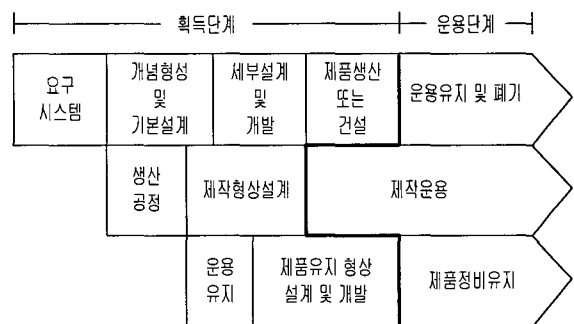 획득단계
운용단계
요구
시스템
개념형성
및
기본설계
세부설계
및
개발
제품생산
또는
건설
운용유지 및 폐기
생산
공정
제작형상설계
제작운용
운용
유지
제품유지 형상
설계 및 개발
제품정비유지